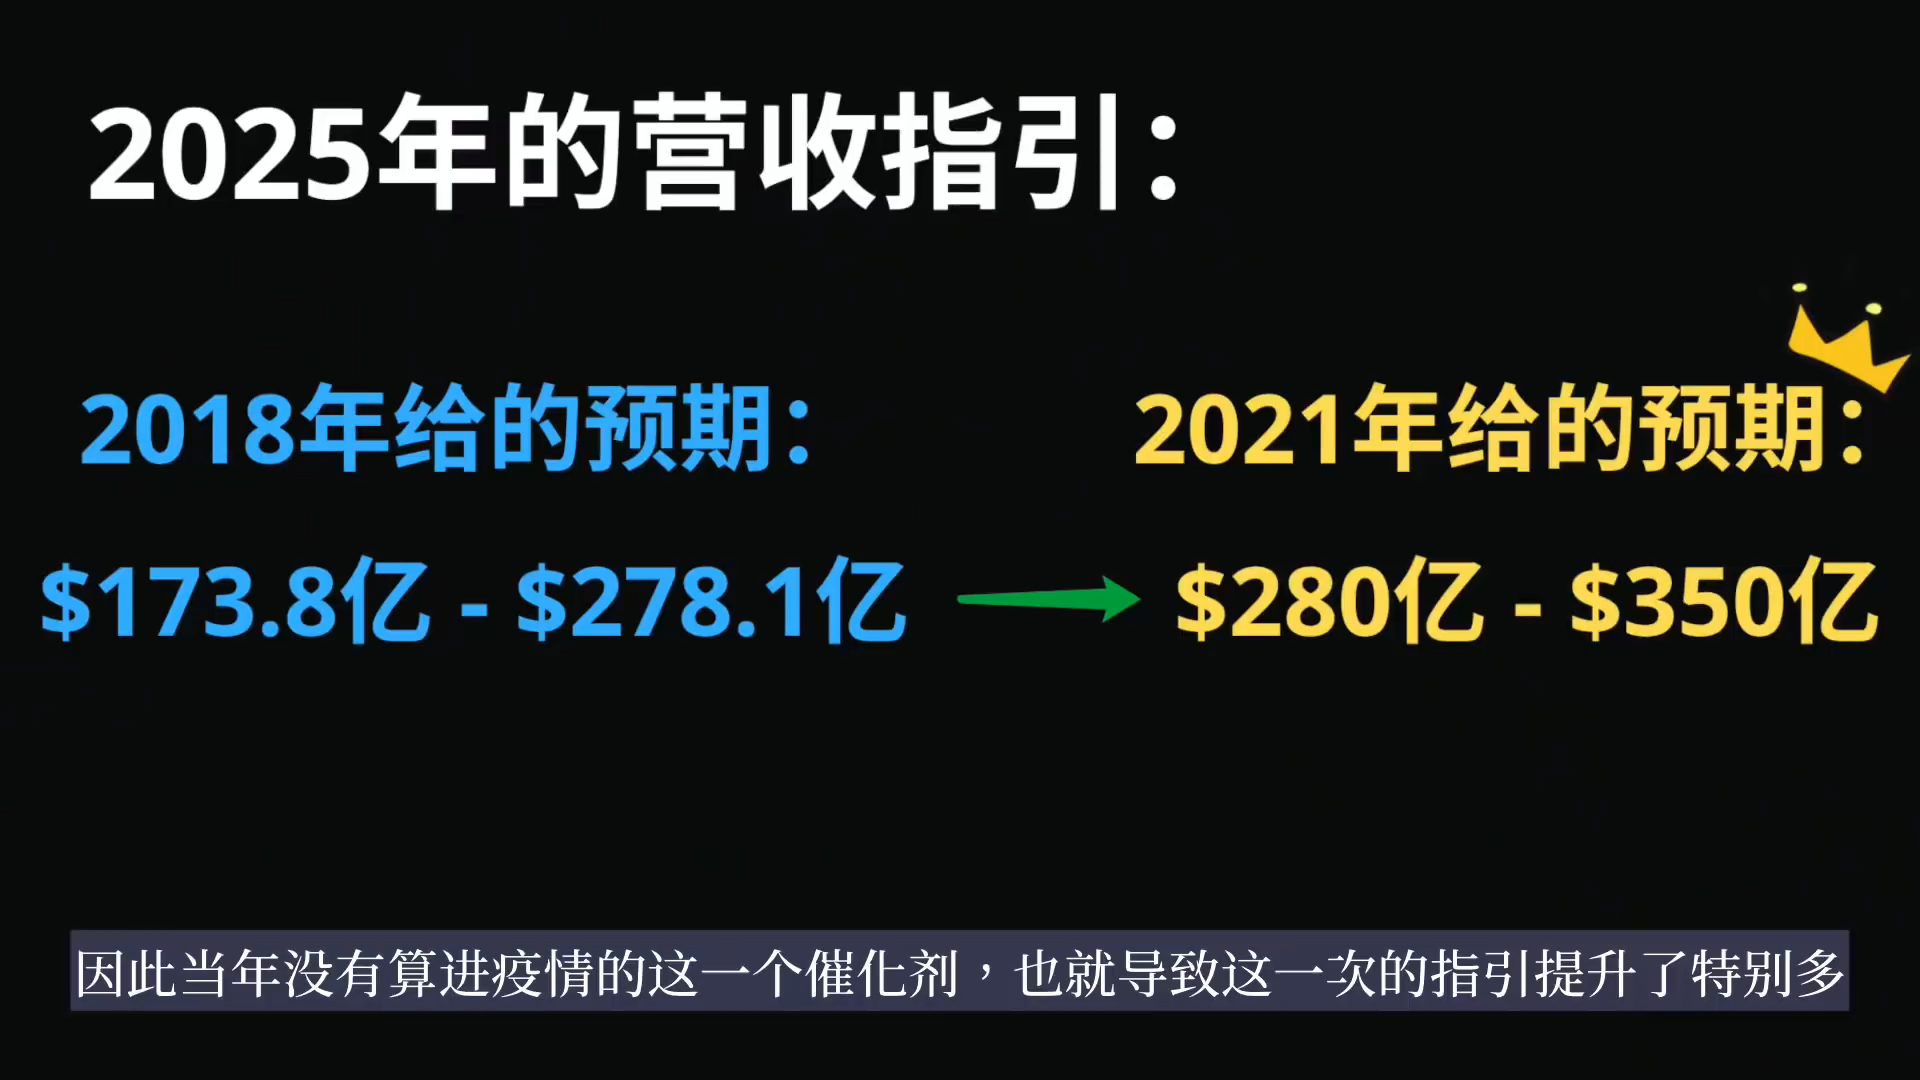 2025年的营收指引：
2018年给的预期：
2021年给的预期：
$173.8亿 - $278.1亿
$280亿 - $350亿
因此当年没有算进疫情的这一个催化剂，也就导致这一次的指引提升了特别多